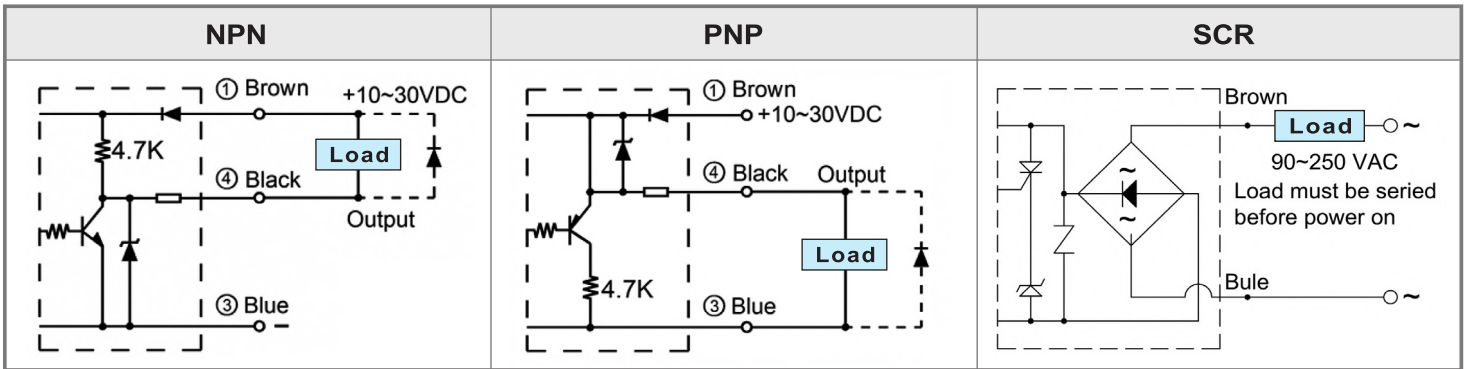 NPN
PNP
SCR
① Brown
+10~30VDC
4.7K
Load
④ Black
Output
③ Blue
① Brown
+10~30VDC
④ Black
Output
Load
4.7K
③ Blue
Brown
Load
~
90~250 VAC
Load must be seried
before power on
~
~
Bule
~